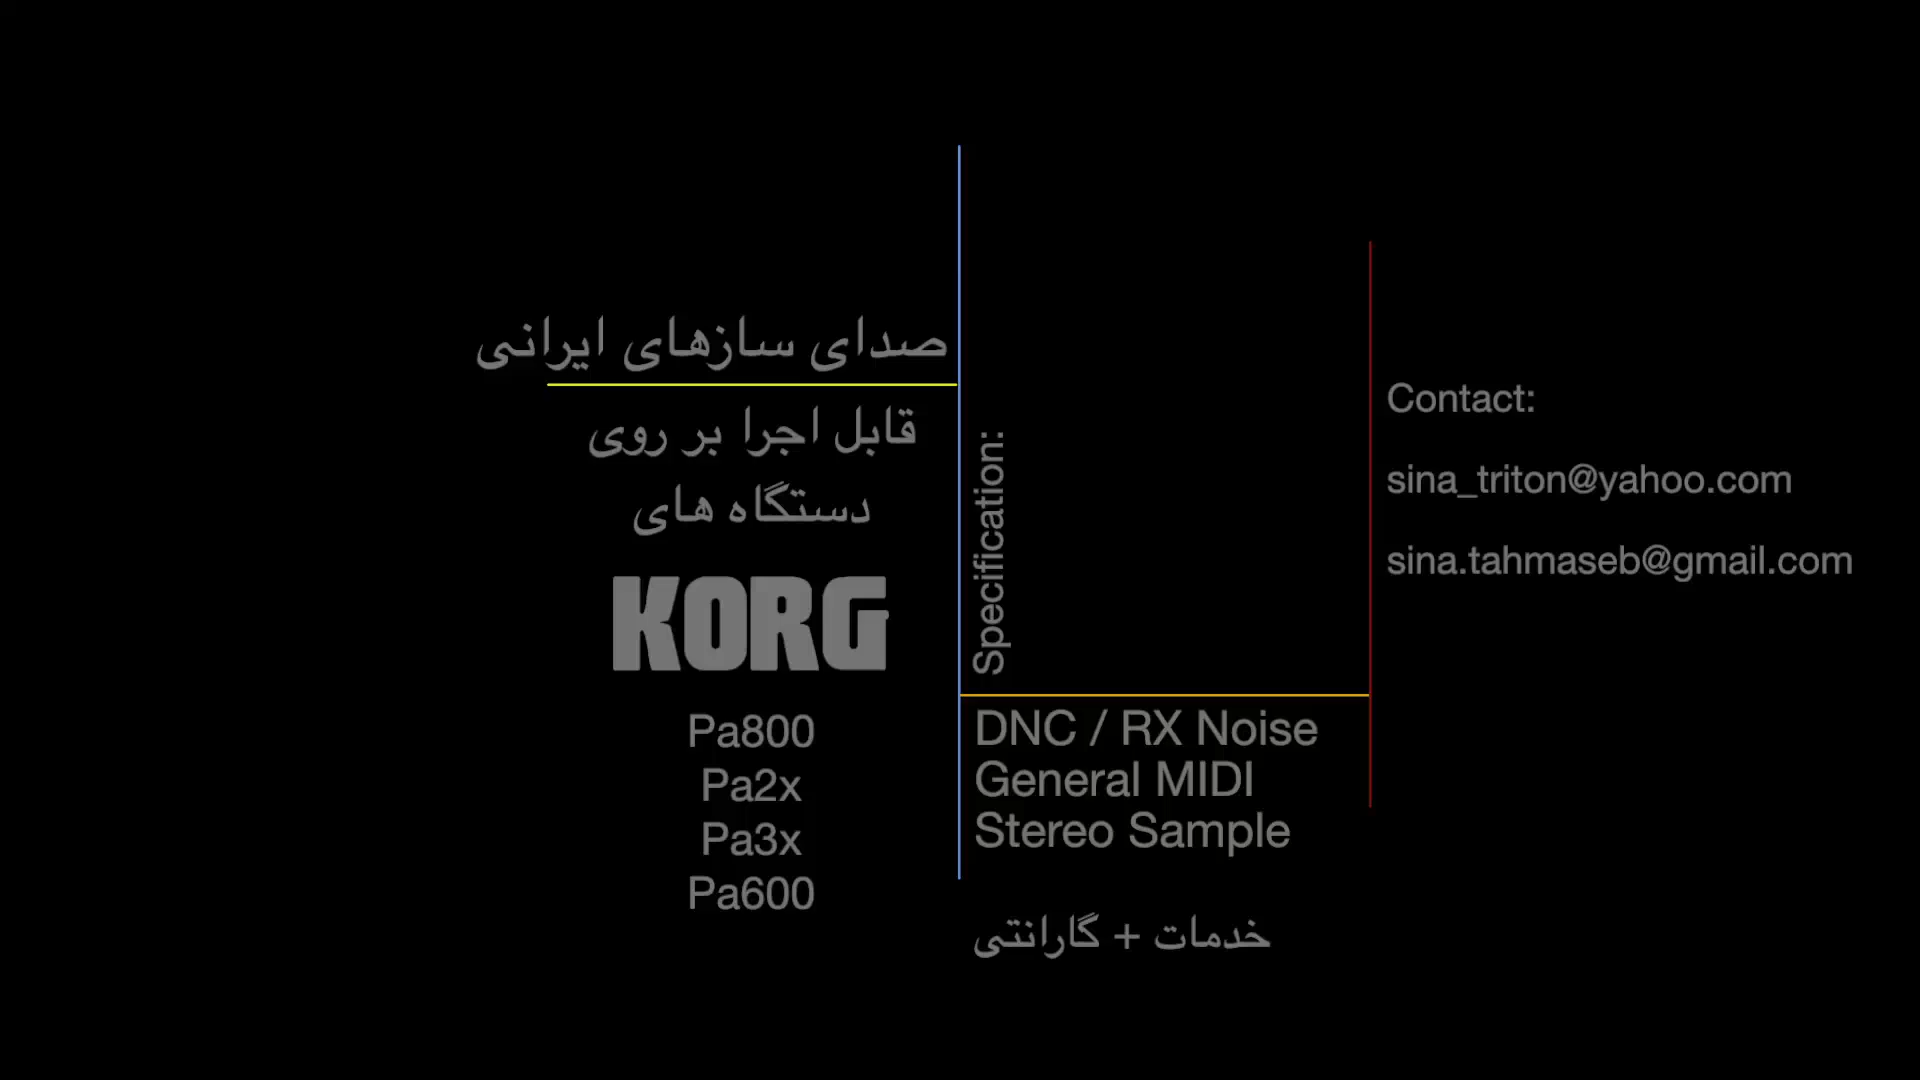 صدای سازهای ایرانی
قابل اجرا بر روی
دستگاه های
KORG
Pa800
Pa2x
Pa3x
Pa600
Specification:
DNC / RX Noise
General MIDI
Stereo Sample
خدمات + گارانتی
Contact:
sina_triton@yahoo.com
sina.tahmaseb@gmail.com